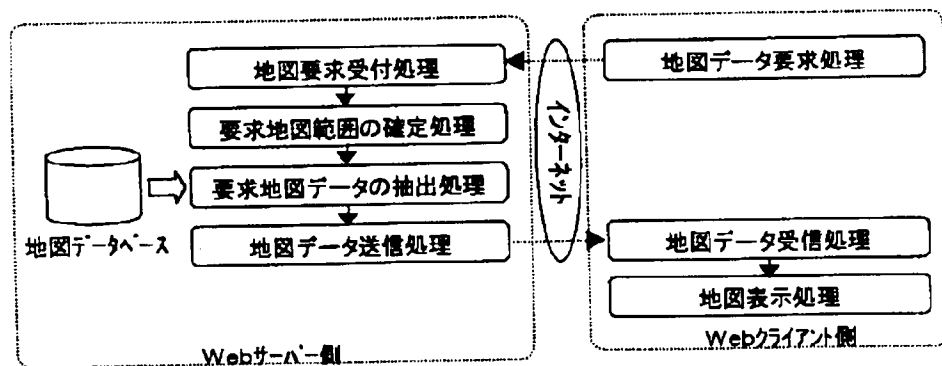 地図要求受付処理
地図データ要求処理
要求地図範囲の確定処理
インターネット
要求地図データの抽出処理
地図データベース
地図データ送信処理
地図データ受信処理
地図表示処理
Webサーバー側
Webクライアント側